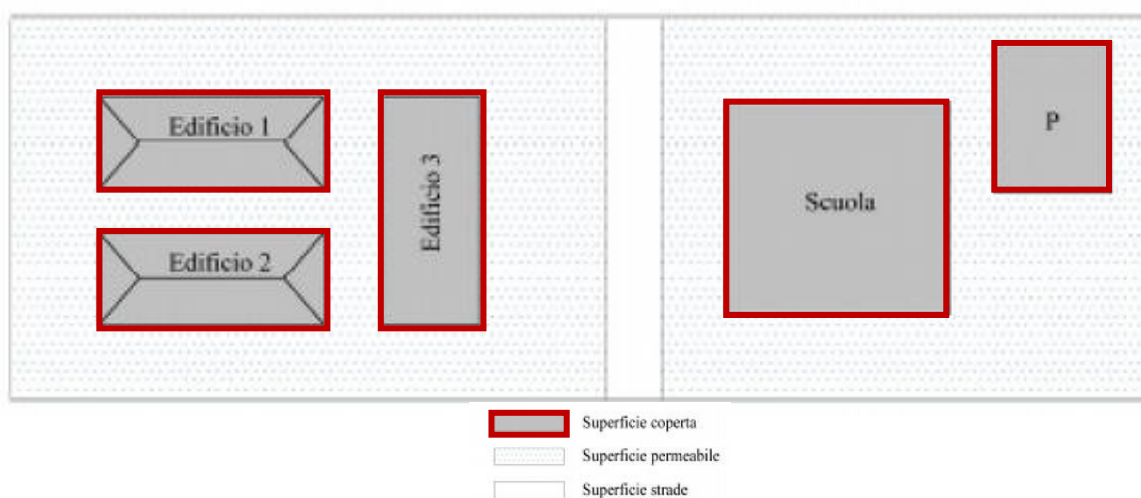 Edificio 1
Edificio 2
Edificio 3
Scuola
P
Superficie coperta
Superficie permeabile
Superficie strade